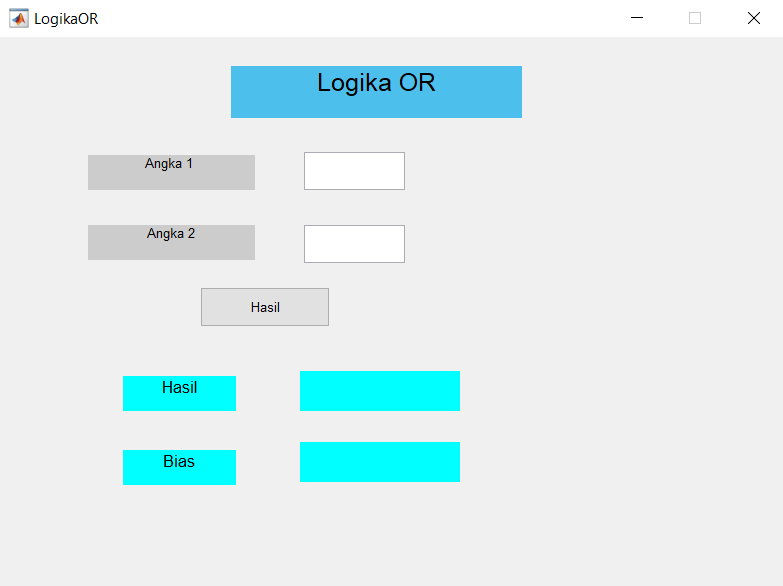 LogikaOR
Logika OR
Angka 1
Angka 2
Hasil
Hasil
Bias